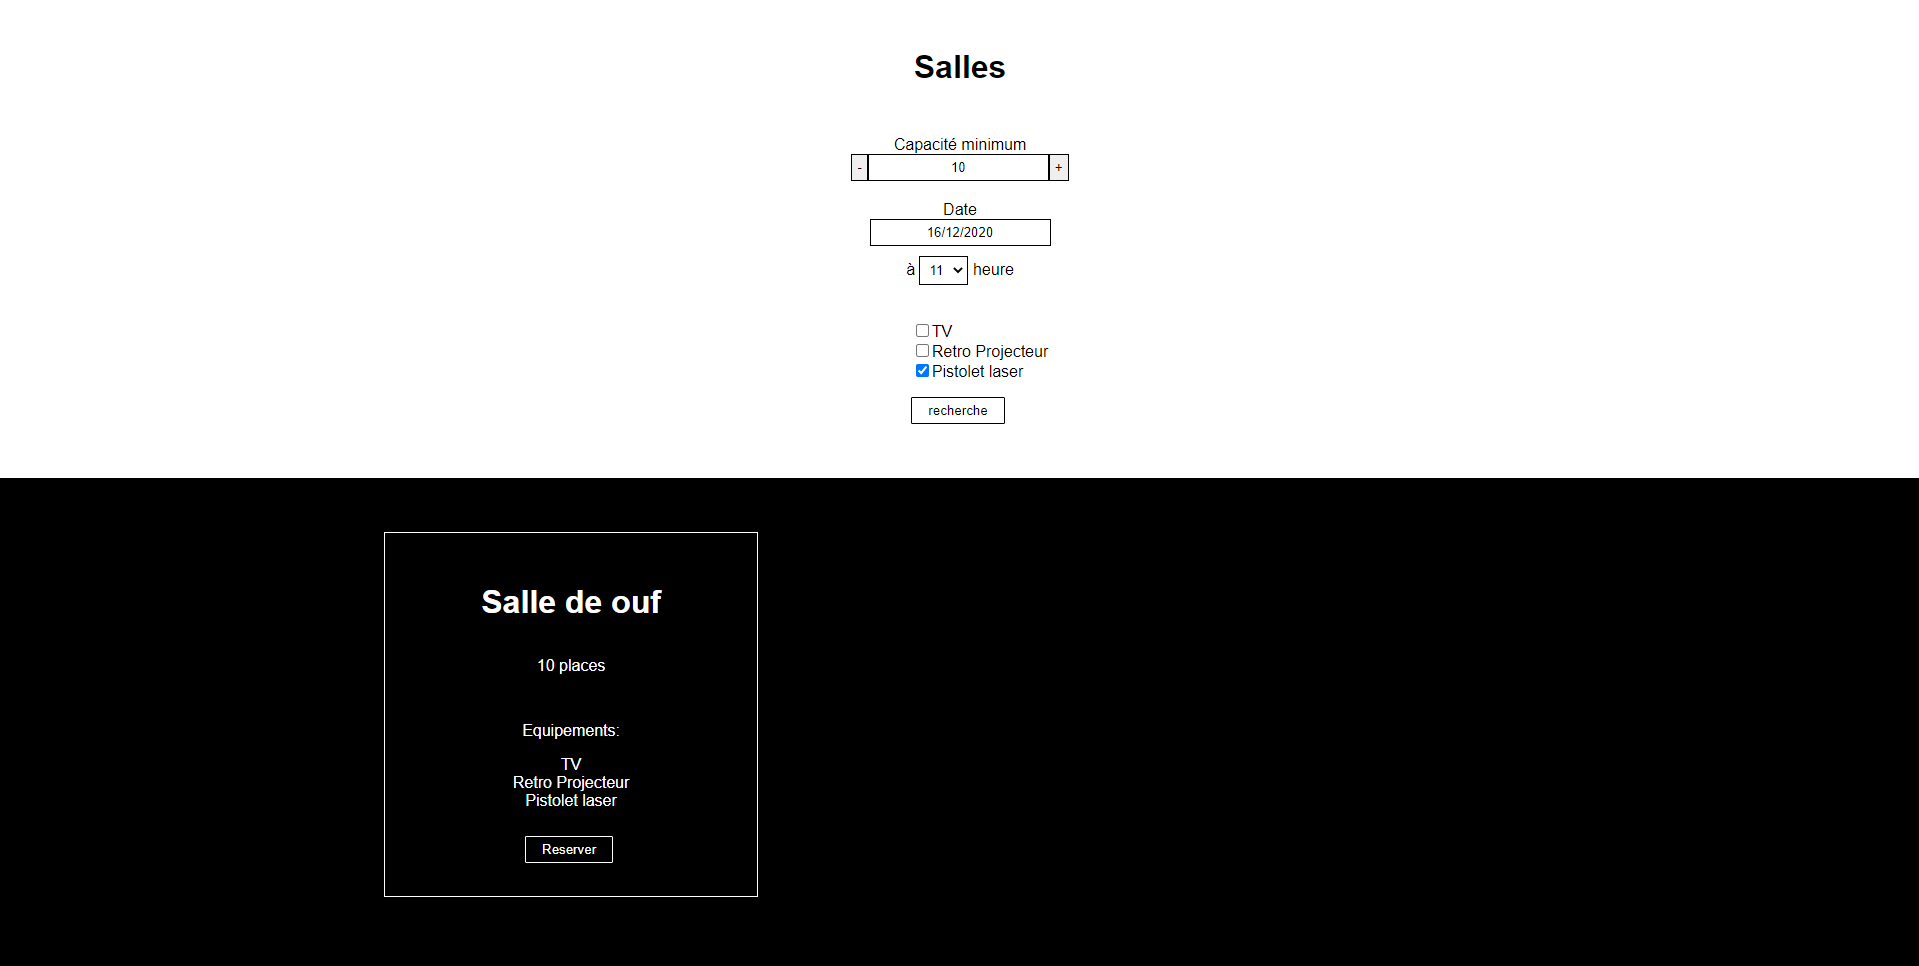 Salles
Capacité minimum
- 10 +
Date
16/12/2020
à 11 heure
TV
Retro Projecteur
Pistolet laser
recherche
Salle de ouf
10 places
Equipements:
TV
Retro Projecteur
Pistolet laser
Reserver